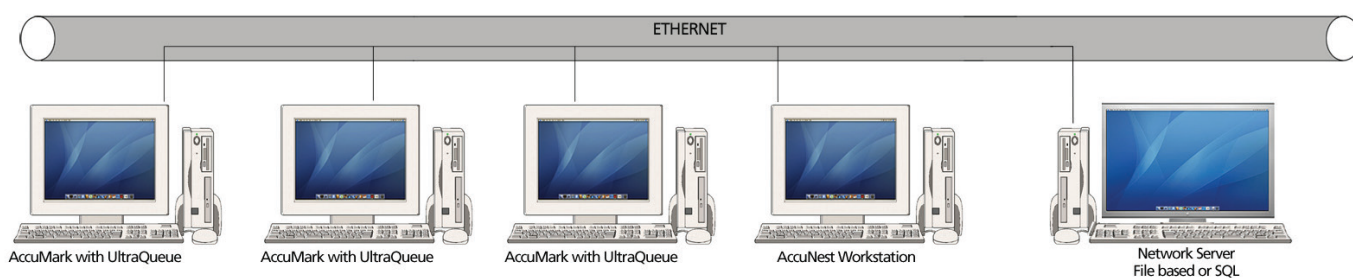 ETHERNET
AccuMark with UltraQueue
AccuMark with UltraQueue
AccuMark with UltraQueue
AccuNest Workstation
Network Server
File based or SQL